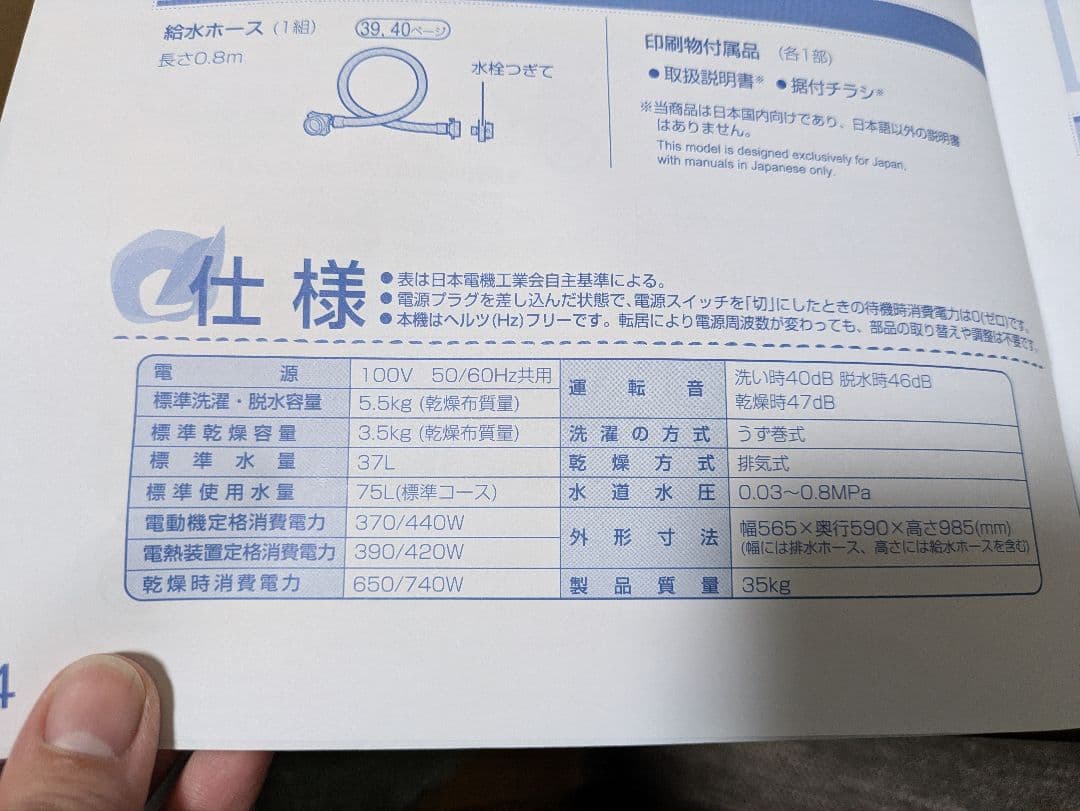 給水ホース (1組) 39, 40ページ
長さ0.8m
水栓つぎて
印刷物付属品 (各1部)
●取扱説明書※ ●据付チラシ※
※当商品は日本国内向けであり、日本語以外の説明書
はありません。
This model is designed exclusively for Japan,
with manuals in Japanese only.
仕様
●表は日本電機工業会自主基準による。
●電源プラグを差し込んだ状態で、電源スイッチを「切」にしたときの待機時消費電力は0(ゼロ)です。
●本機はヘルツ(Hz)フリーです。転居により電源周波数が変わっても、部品の取り替えや調整は不要です。
電源 100V 50/60Hz共用
標準洗濯・脱水容量 5.5kg (乾燥布質量)
標準乾燥容量 3.5kg (乾燥布質量)
標準水量 37L
標準使用水量 75L(標準コース)
電動機定格消費電力 370/440W
電熱装置定格消費電力 390/420W
乾燥時消費電力 650/740W
運転音 洗い時40dB 脱水時46dB
乾燥時47dB
洗濯の方式 うず巻式
乾燥方式 排気式
水道水圧 0.03～0.8MPa
外形寸法 幅565×奥行590×高さ985(mm)
(幅には排水ホース、高さには給水ホースを含む)
製品質量 35kg
4